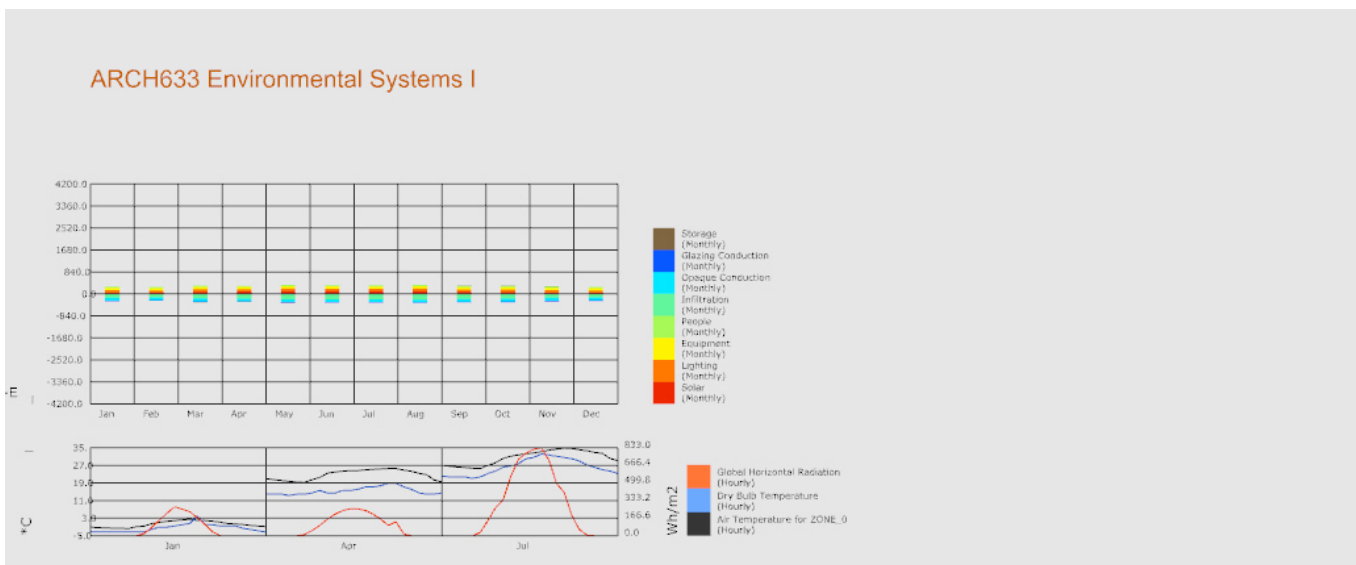 ARCH633 Environmental Systems I
4200.0
3360.0
2520.0
1680.0
840.0
0.0
-840.0
-1680.0
-2520.0
-3360.0
-4200.0
Jan Feb Mar Apr May Jun Jul Aug Sep Oct Nov Dec
Storage
(Monthly)
Glazing Conduction
(Monthly)
Opaque Conduction
(Monthly)
Infiltration
(Monthly)
People
(Monthly)
Equipment
(Monthly)
Lighting
(Monthly)
Solar
(Monthly)
35.
27.0
19.0
11.0
3.0
-5.0
°C
Jan Apr Jul
833.0
666.4
499.8
333.2
166.6
0.0
Wh/m2
Global Horizontal Radiation
(Hourly)
Dry Bulb Temperature
(Hourly)
Air Temperature for ZONE_0
(Hourly)